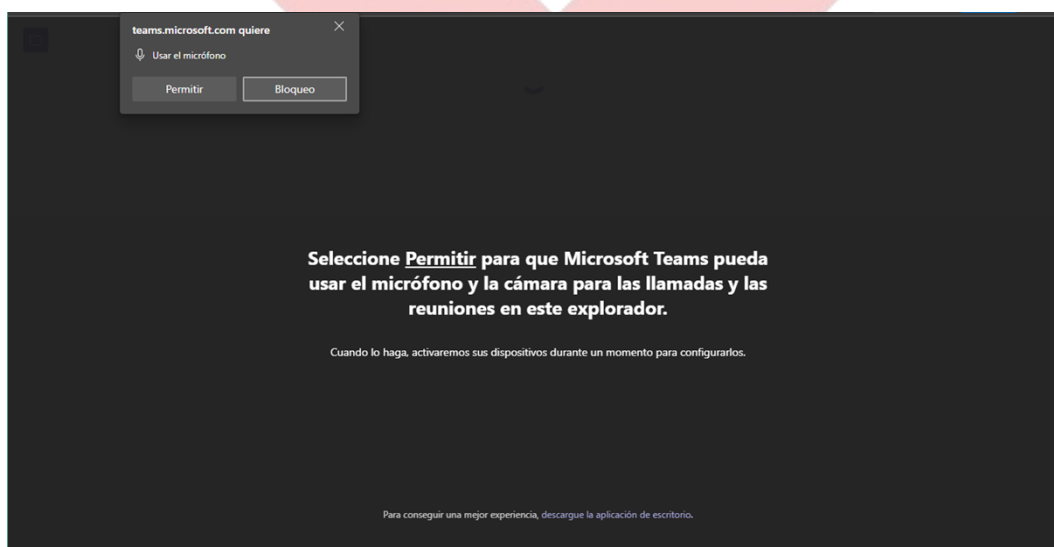 teams.microsoft.com quiere
Usar el micrófono
Permitir
Bloqueo
Seleccione Permitir para que Microsoft Teams pueda
usar el micrófono y la cámara para las llamadas y las
reuniones en este explorador.
Cuando lo haga, activaremos sus dispositivos durante un momento para configurarlos.
Para conseguir una mejor experiencia, descargue la aplicación de escritorio.